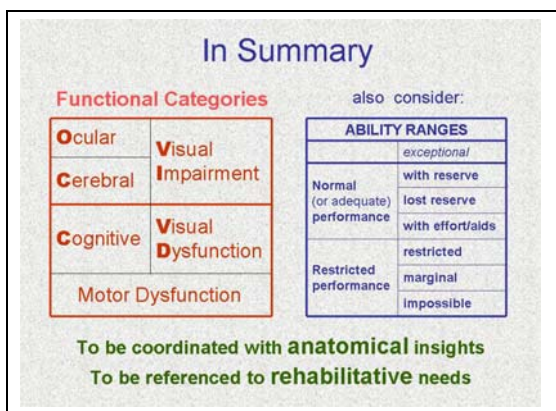 In Summary
Functional Categories
Ocular
Cerebral
Visual
Impairment
Cognitive
Visual
Dysfunction
Motor Dysfunction
also consider:
ABILITY RANGES
exceptional
Normal
(or adequate)
performance
with reserve
lost reserve
with effort/aids
Restricted
performance
restricted
marginal
impossible
To be coordinated with anatomical insights
To be referenced to rehabilitative needs